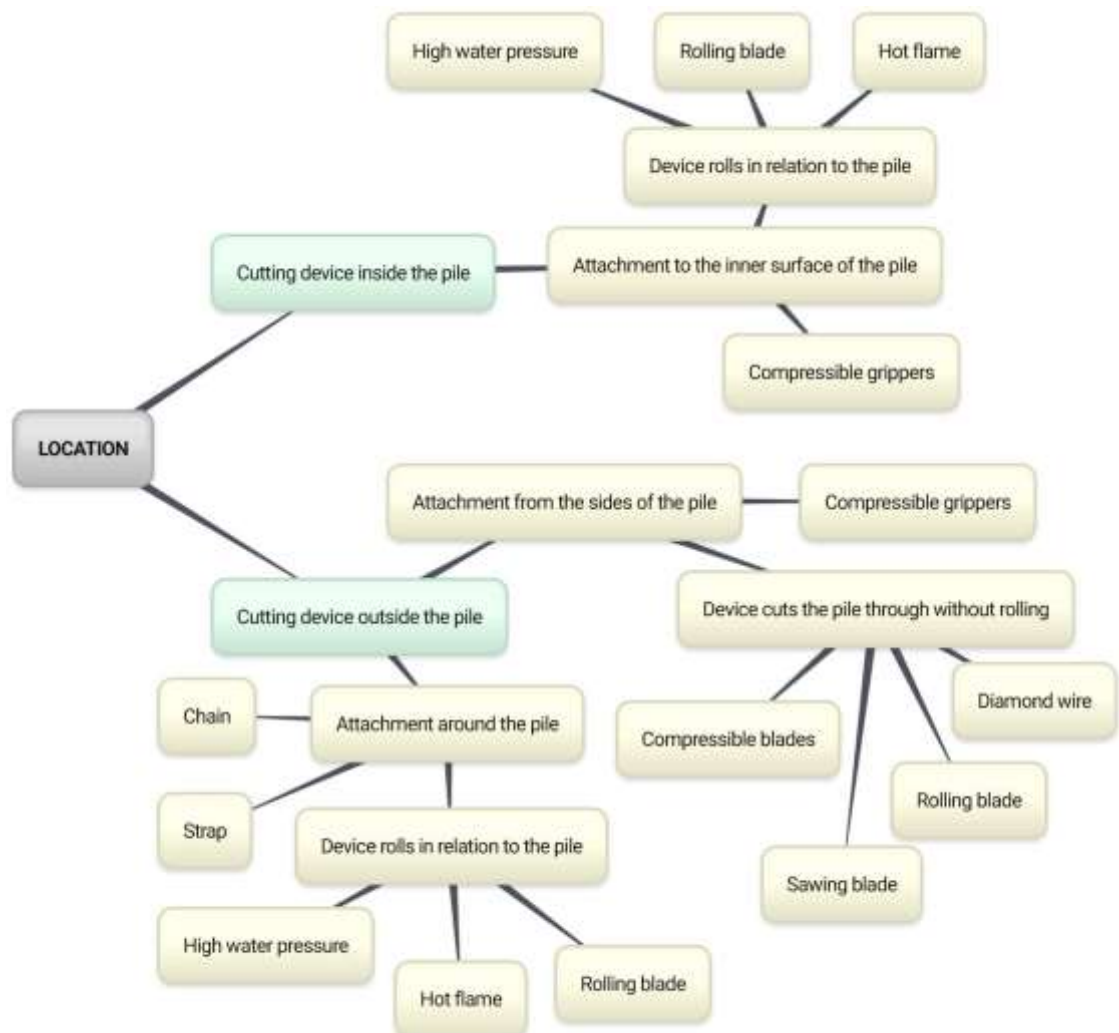 High water pressure
Rolling blade
Hot flame
Device rolls in relation to the pile
Cutting device inside the pile
Attachment to the inner surface of the pile
Compressible grippers
LOCATION
Attachment from the sides of the pile
Compressible grippers
Cutting device outside the pile
Device cuts the pile through without rolling
Chain
Attachment around the pile
Diamond wire
Compressible blades
Rolling blade
Strap
Device rolls in relation to the pile
Sawing blade
High water pressure
Hot flame
Rolling blade